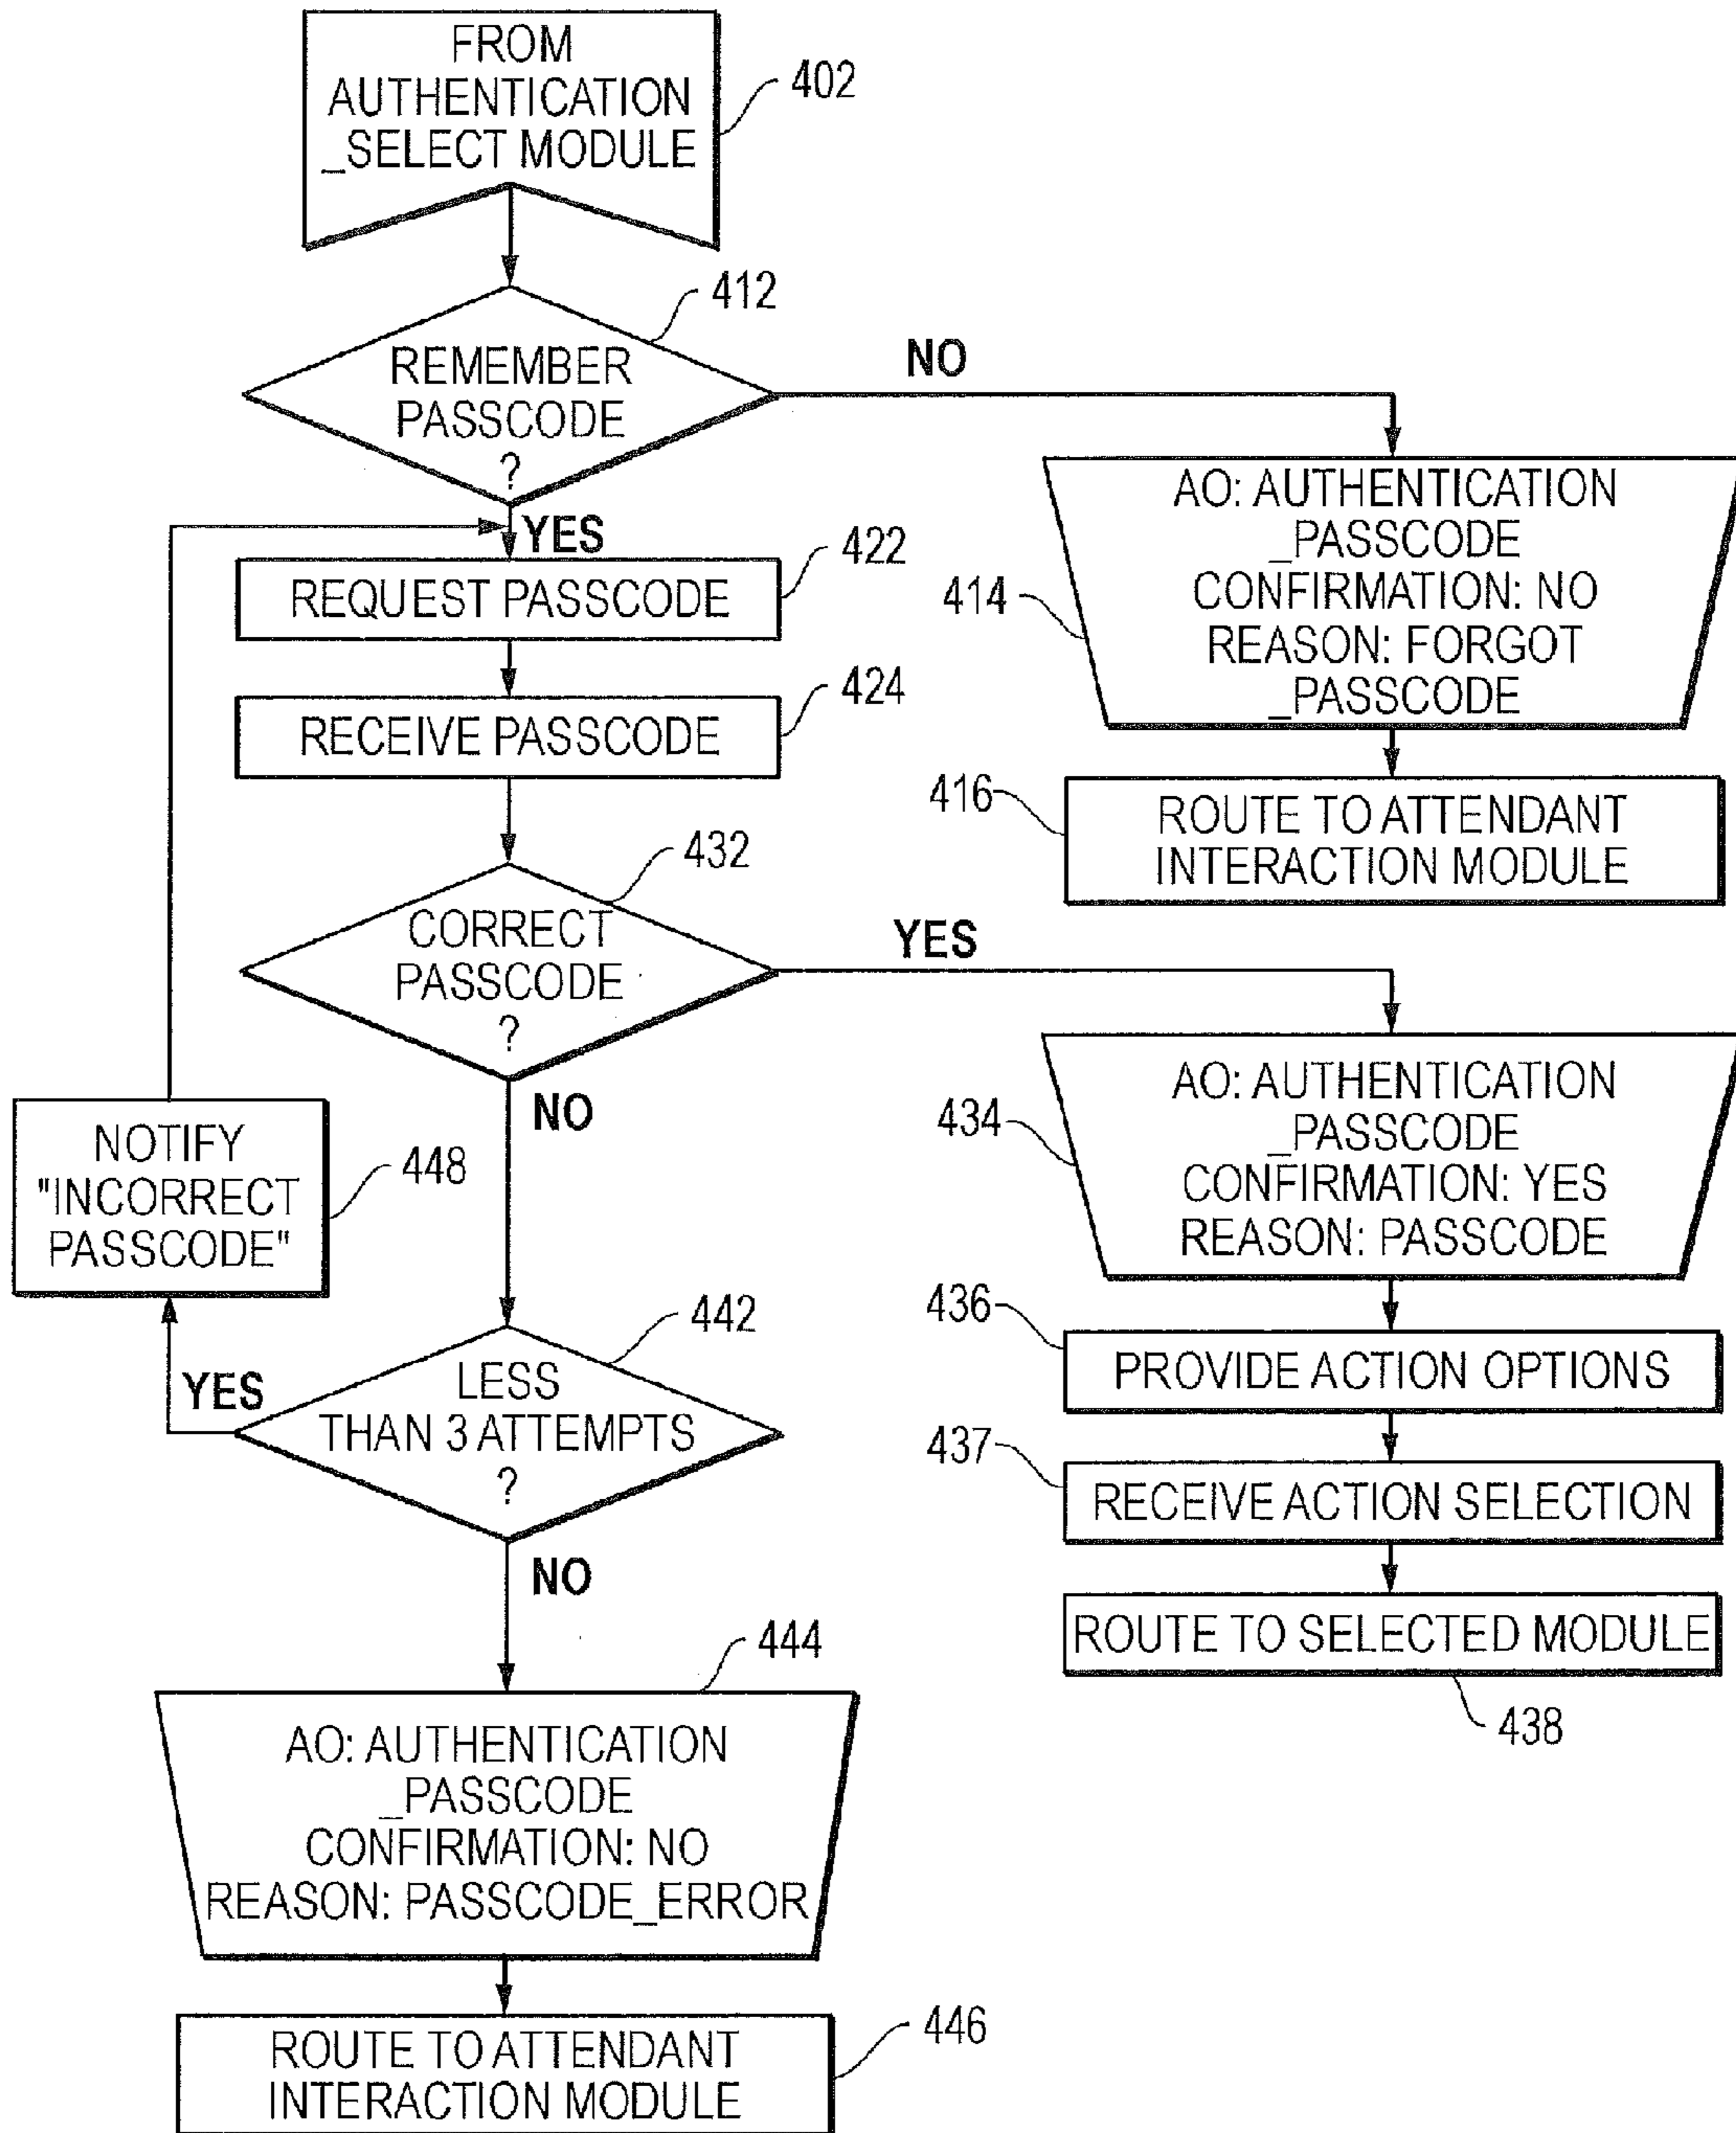 FROM
AUTHENTICATION
_SELECT MODULE
402
412
REMEMBER
PASSCODE
?
NO
YES
AO: AUTHENTICATION
_PASSCODE
CONFIRMATION: NO
REASON: FORGOT
_PASSCODE
414
416
ROUTE TO ATTENDANT
INTERACTION MODULE
REQUEST PASSCODE
422
RECEIVE PASSCODE
424
432
CORRECT
PASSCODE
?
YES
NO
AO: AUTHENTICATION
_PASSCODE
CONFIRMATION: YES
REASON: PASSCODE
434
436
PROVIDE ACTION OPTIONS
437
RECEIVE ACTION SELECTION
ROUTE TO SELECTED MODULE
438
NOTIFY
"INCORRECT
PASSCODE"
448
442
LESS
THAN 3 ATTEMPTS
?
YES
NO
444
AO: AUTHENTICATION
_PASSCODE
CONFIRMATION: NO
REASON: PASSCODE_ERROR
ROUTE TO ATTENDANT
INTERACTION MODULE
446